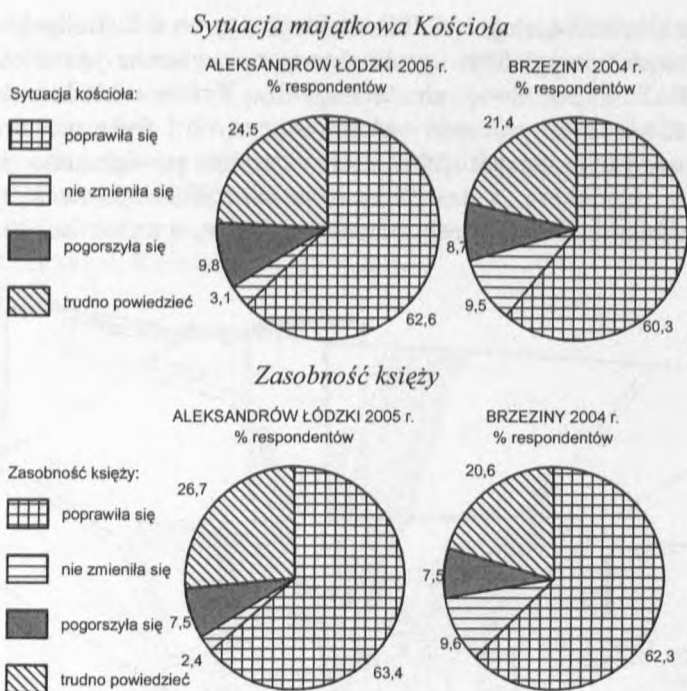 Sytuacja majątkowa Kościoła
ALEKSANDRÓW ŁÓDZKI 2005 r.
% respondentów
BRZEZINY 2004 r.
% respondentów
Sytuacja kościoła:
poprawiła się
nie zmieniła się
pogorszyła się
trudno powiedzieć
24,5
9,8
3,1
62,6
21,4
8,7
9,5
60,3
Zasobność księży
ALEKSANDRÓW ŁÓDZKI 2005 r.
% respondentów
BRZEZINY 2004 r.
% respondentów
Zasobność księży:
poprawiła się
nie zmieniła się
pogorszyła się
trudno powiedzieć
26,7
7,5
2,4
63,4
20,6
7,5
9,6
62,3